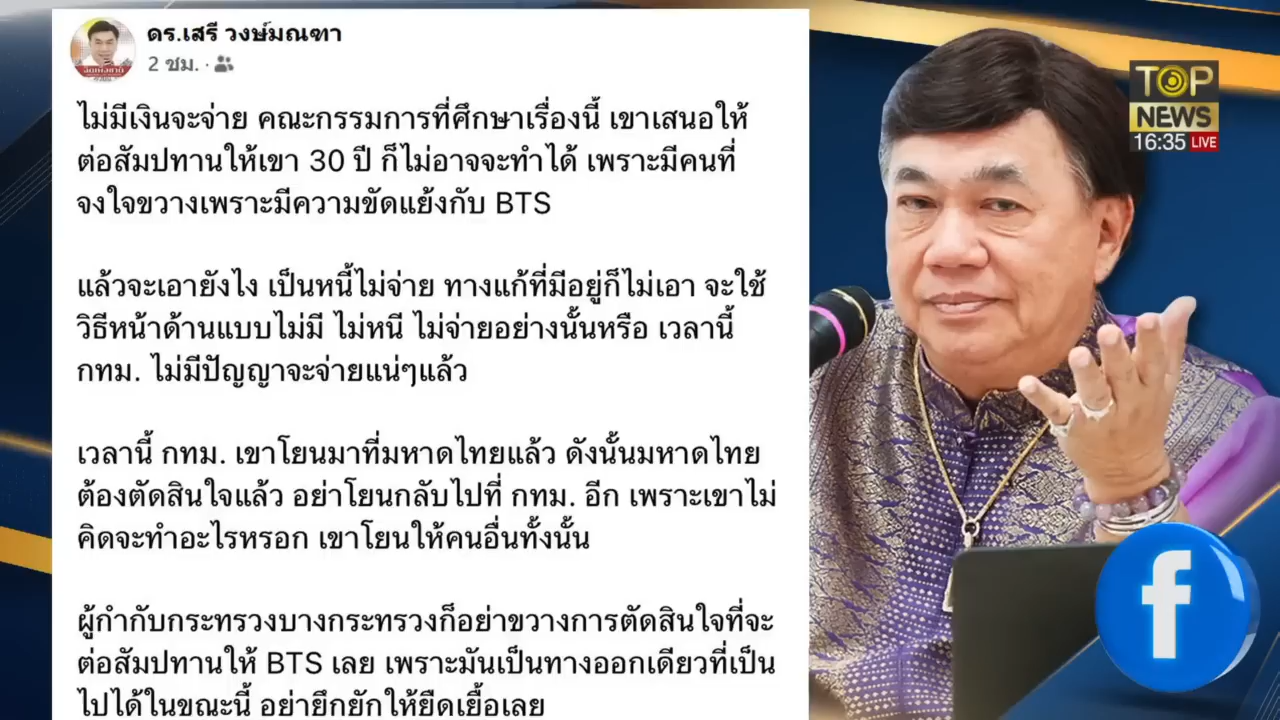 ดร.เสรี วงษ์มณฑา
2 ชม. ·
ไม่มีเงินจะจ่าย คณะกรรมการที่ศึกษาเรื่องนี้ เขาเสนอให้
ต่อสัมปทานให้เขา 30 ปี ก็ไม่อาจจะทำได้ เพราะมีคนที่
จงใจขวางเพราะมีความขัดแย้งกับ BTS
แล้วจะเอายังไง เป็นหนี้ไม่จ่าย ทางแก้ที่มีอยู่ก็ไม่เอา จะใช้
วิธีหน้าด้านแบบไม่มี ไม่หนี ไม่จ่ายอย่างนั้นหรือ เวลานี้
กทม. ไม่มีปัญญาจะจ่ายแน่ๆแล้ว
เวลานี้ กทม. เขาโยนมาที่มหาดไทยแล้ว ดังนั้นมหาดไทย
ต้องตัดสินใจแล้ว อย่าโยนกลับไปที่ กทม. อีก เพราะเขาไม่
คิดจะทำอะไรหรอก เขาโยนให้คนอื่นทั้งนั้น
ผู้กำกับกระทรวงบางกระทรวงก็อย่าขวางการตัดสินใจที่จะ
ต่อสัมปทานให้ BTS เลย เพราะมันเป็นทางออกเดียวที่เป็น
ไปได้ในขณะนี้ อย่ายึกยักให้ยืดเยื้อเลย
TOP
NEWS
16:35 LIVE
f